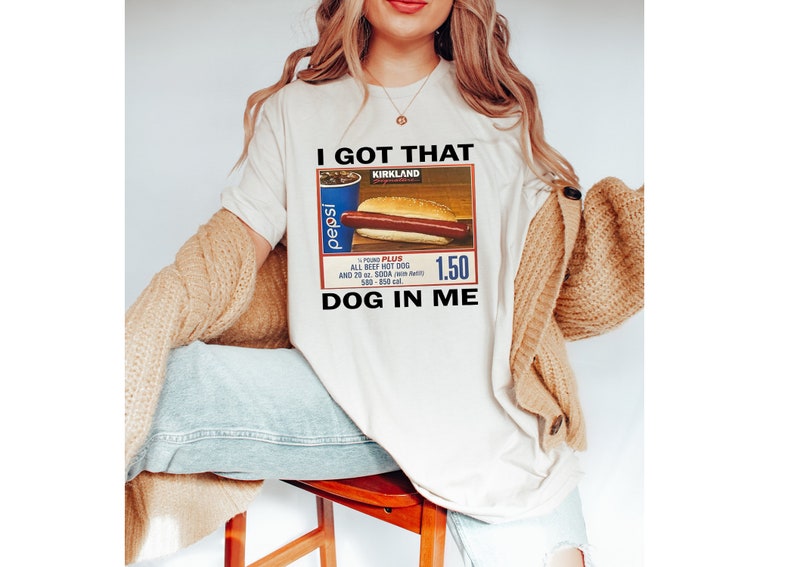 I GOT THAT
KIRKLAND
Signature
pepsi
¼ POUND PLUS
ALL BEEF HOT DOG
AND 20 oz. SODA (With Refill)
580 - 850 cal.
1.50
DOG IN ME